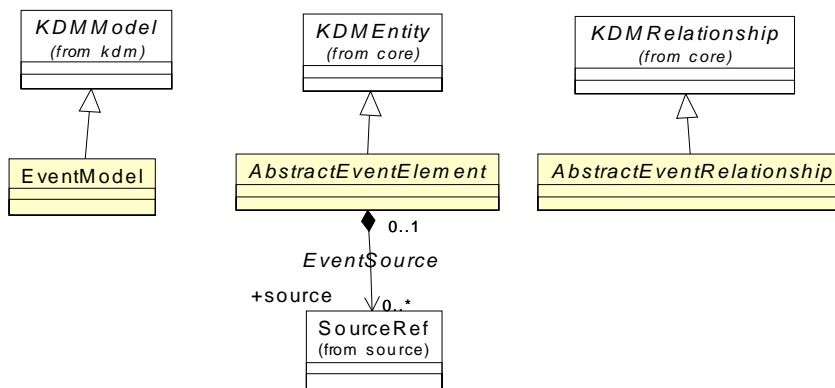 KDMModel
(from kdm)
KDMEntity
(from core)
KDMRelationship
(from core)
EventModel
AbstractEventElement
AbstractEventRelationship
0..1
EventSource
+source
0..*
SourceRef
(from source)